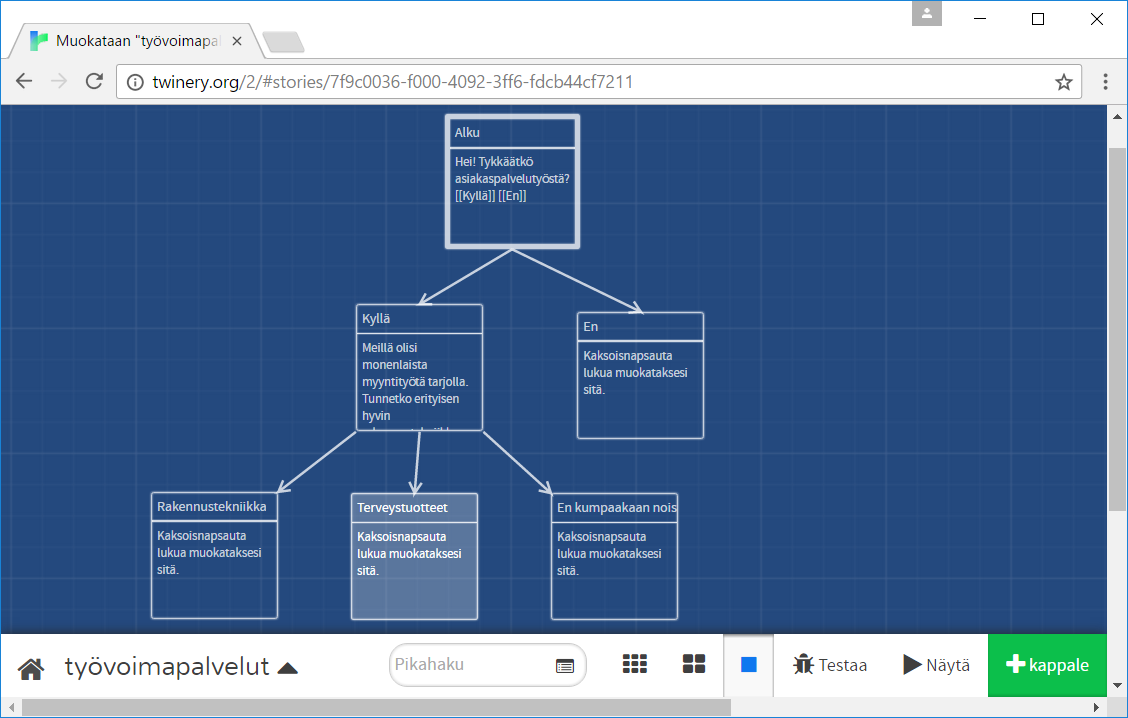 Muokataan "työvoimapal
twinery.org/2/#stories/7f9c0036-f000-4092-3ff6-fdcb44cf7211
Alku
Hei! Tykkäätkö
asiakaspalvelutyöstä?
[[Kyllä]] [[En]]
Kyllä
Meillä olisi
monenlaista
myyntityötä tarjolla.
Tunnetko erityisen
hyvin
En
Kaksoisnapsauta
lukua muokataksesi
sitä.
Rakennustekniikka
Kaksoisnapsauta
lukua muokataksesi
sitä.
Terveystuotteet
Kaksoisnapsauta
lukua muokataksesi
sitä.
En kumpaakaan nois
Kaksoisnapsauta
lukua muokataksesi
sitä.
työvoimapalvelut
Pikahaku
Testaa
Näytä
kappale